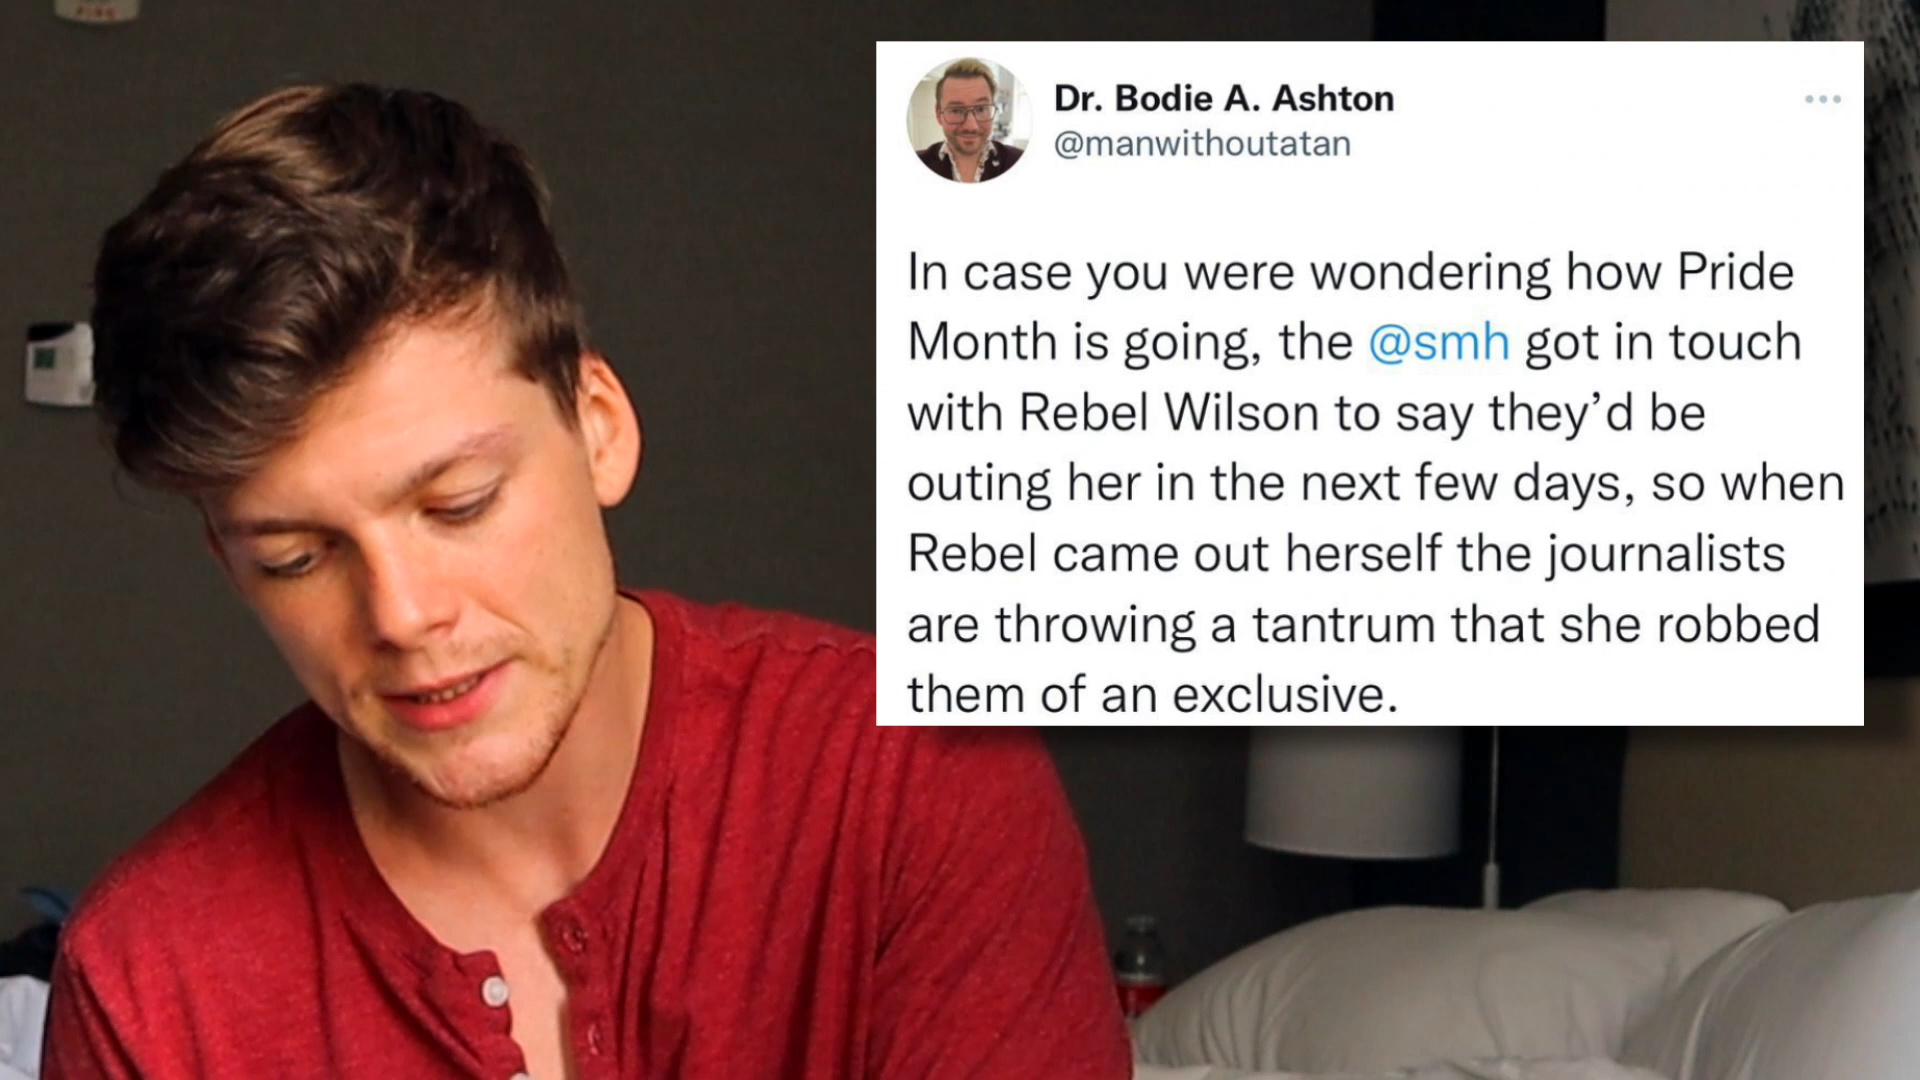 FIRE
Dr. Bodie A. Ashton
@manwithoutatan
In case you were wondering how Pride
Month is going, the @smh got in touch
with Rebel Wilson to say they’d be
outing her in the next few days, so when
Rebel came out herself the journalists
are throwing a tantrum that she robbed
them of an exclusive.